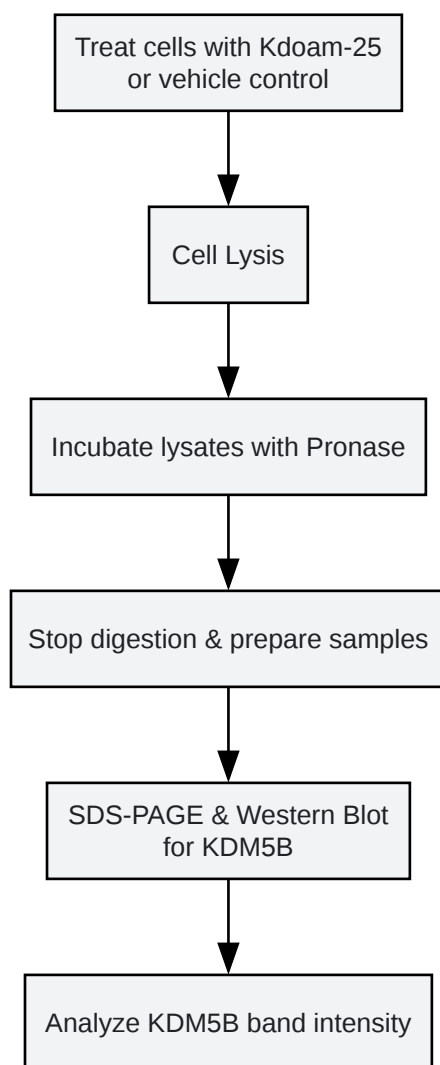 Treat cells with Kdoam-25
or vehicle control
Cell Lysis
Incubate lysates with Pronase
Stop digestion & prepare samples
SDS-PAGE & Western Blot
for KDM5B
Analyze KDM5B band intensity